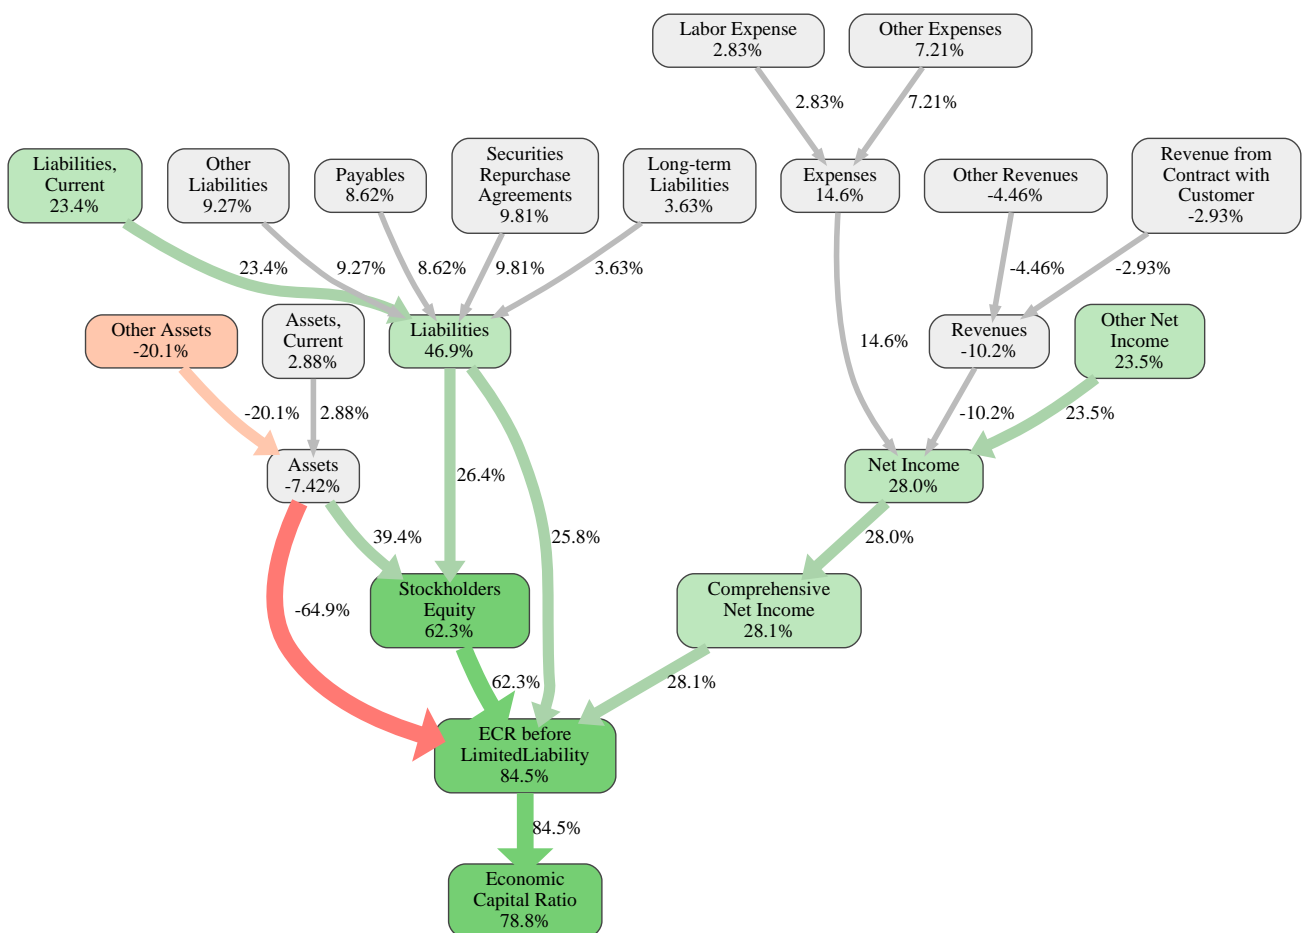 Labor Expense
2.83%
Other Expenses
7.21%
2.83%
7.21%
Liabilities,
Current
23.4%
Other
Liabilities
9.27%
Payables
8.62%
Securities
Repurchase
Agreements
9.81%
Long-term
Liabilities
3.63%
Expenses
14.6%
Other Revenues
-4.46%
Revenue from
Contract with
Customer
-2.93%
23.4%
9.27%
8.62%
9.81%
3.63%
-4.46%
-2.93%
Other Assets
-20.1%
Assets,
Current
2.88%
Liabilities
46.9%
14.6%
Revenues
-10.2%
Other Net
Income
23.5%
-20.1%
2.88%
-10.2%
23.5%
Assets
-7.42%
26.4%
Net Income
28.0%
39.4%
25.8%
28.0%
-64.9%
Stockholders
Equity
62.3%
Comprehensive
Net Income
28.1%
62.3%
28.1%
ECR before
LimitedLiability
84.5%
84.5%
Economic
Capital Ratio
78.8%